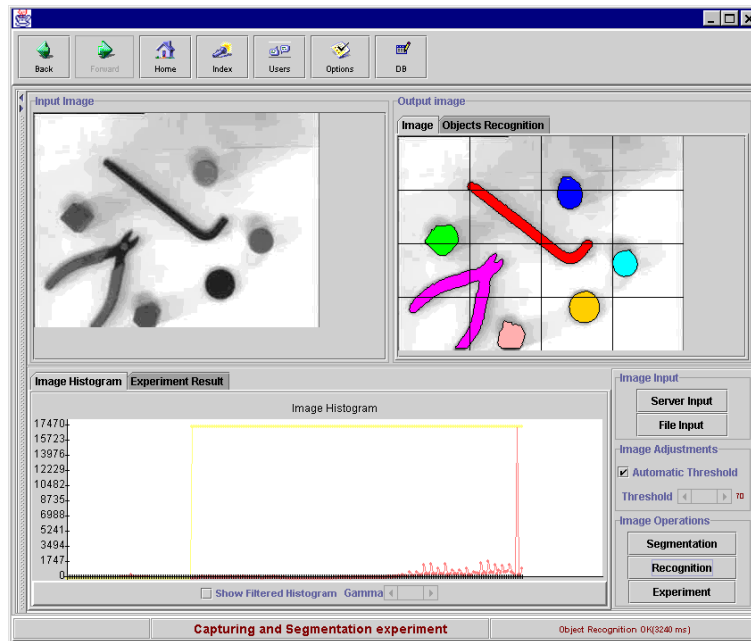 Back Forward Home Index Users Options DB
Input Image
Output image
Image Objects Recognition
Image Histogram Experiment Result
Image Histogram
17470
15723
13976
12229
10482
8735
6988
5241
3494
1747
0
Show Filtered Histogram Gamma
Image Input
Server Input
File Input
Image Adjustments
Automatic Threshold
Threshold 70
Image Operations
Segmentation
Recognition
Experiment
Capturing and Segmentation experiment
Object Recognition OK(3240 ms)